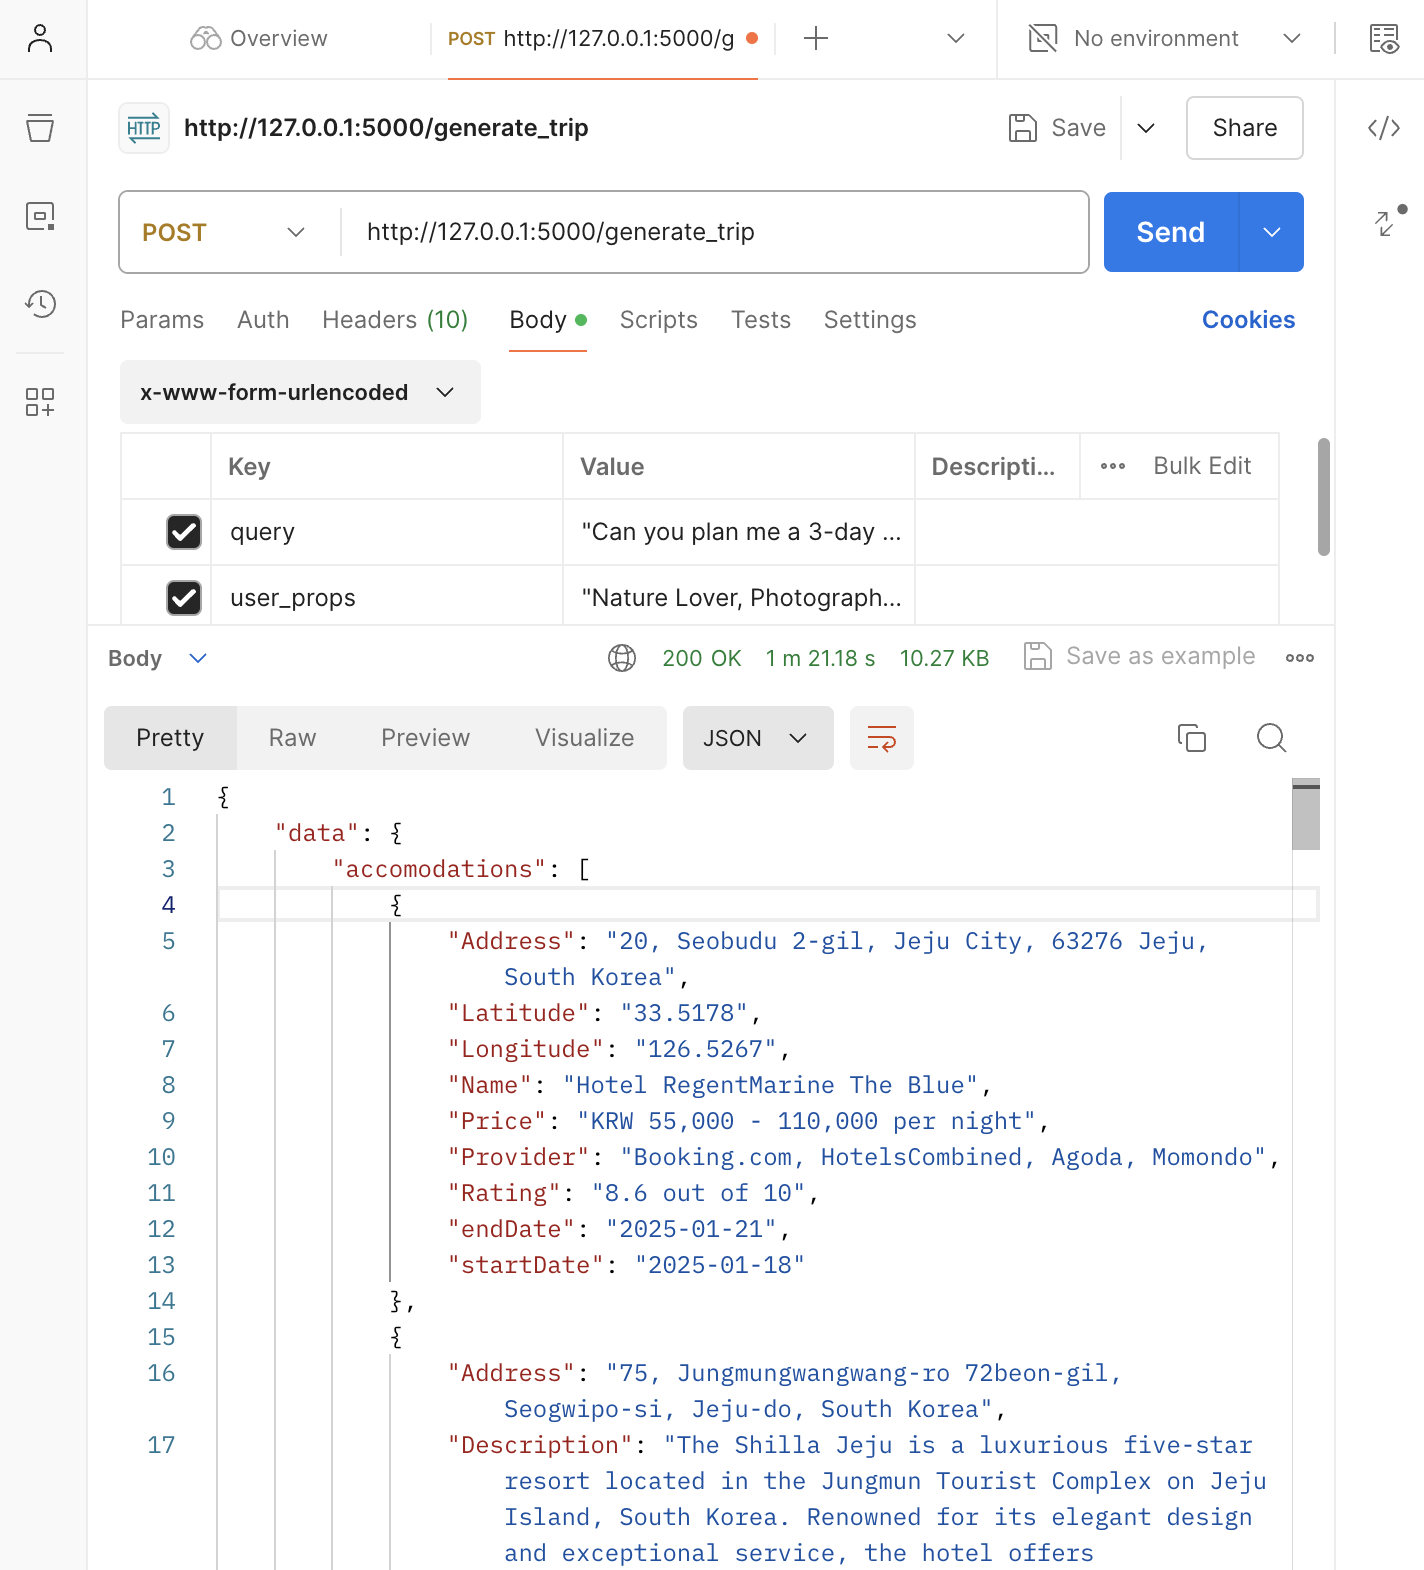 Overview
POST http://127.0.0.1:5000/g
No environment
HTTP http://127.0.0.1:5000/generate_trip
Save
Share
POST
http://127.0.0.1:5000/generate_trip
Send
Params Auth Headers (10) Body Scripts Tests Settings Cookies
x-www-form-urlencoded
Key Value Descripti... Bulk Edit
query "Can you plan me a 3-day ...
user_props "Nature Lover, Photograph...
Body 200 OK 1 m 21.18 s 10.27 KB Save as example
Pretty Raw Preview Visualize JSON
1 {
2 "data": {
3 "accomodations": [
4 {
5 "Address": "20, Seobudu 2-gil, Jeju City, 63276 Jeju,
South Korea",
6 "Latitude": "33.5178",
7 "Longitude": "126.5267",
8 "Name": "Hotel RegentMarine The Blue",
9 "Price": "KRW 55,000 - 110,000 per night",
10 "Provider": "Booking.com, HotelsCombined, Agoda, Momondo",
11 "Rating": "8.6 out of 10",
12 "endDate": "2025-01-21",
13 "startDate": "2025-01-18"
14 },
15 {
16 "Address": "75, Jungmungwangwang-ro 72beon-gil,
Seogwipo-si, Jeju-do, South Korea",
17 "Description": "The Shilla Jeju is a luxurious five-star
resort located in the Jungmun Tourist Complex on Jeju
Island, South Korea. Renowned for its elegant design
and exceptional service, the hotel offers